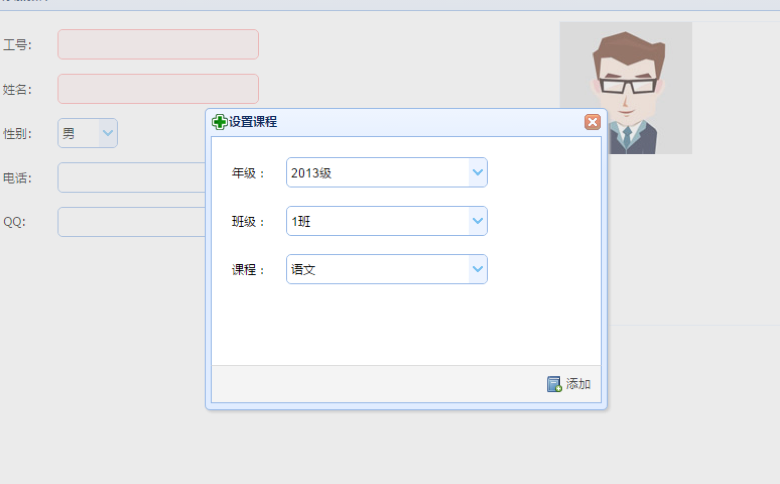 工号:
姓名:
性别: 男
电话:
QQ:
设置课程
年级： 2013级
班级： 1班
课程： 语文
添加